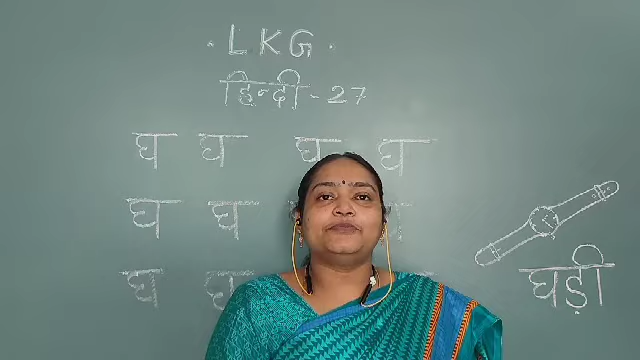 . LKG .
हिन्दी - 27
घ घ घ घ
घ घ घ
घ घ
घड़ी